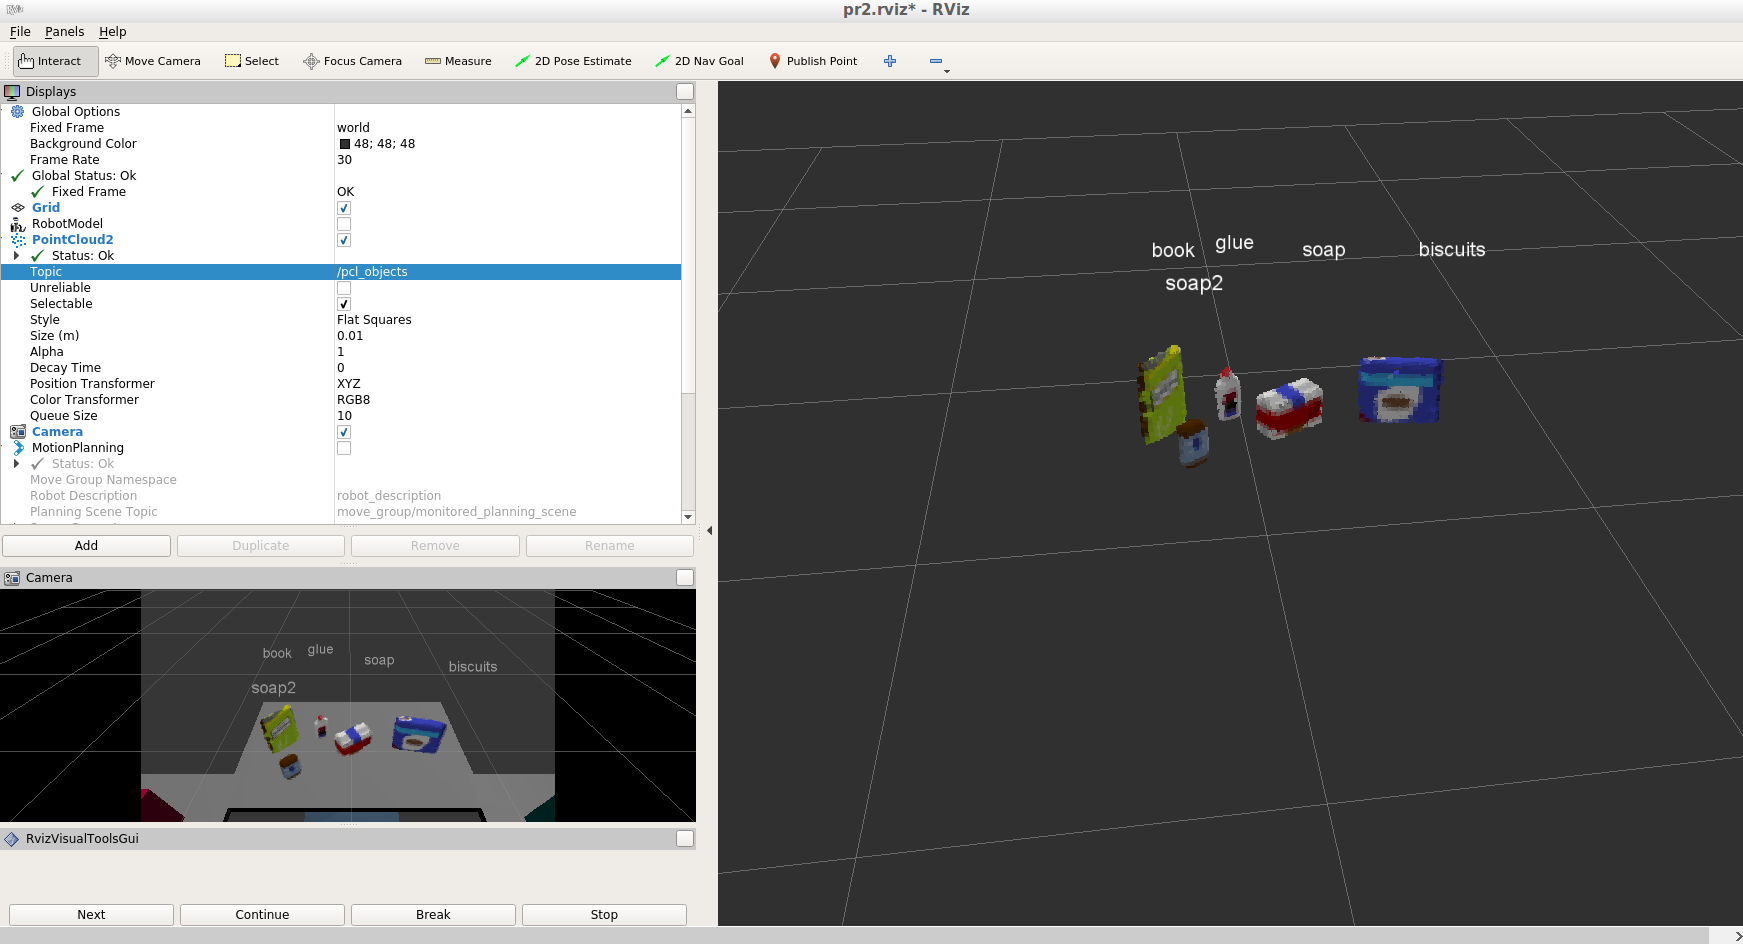 pr2.rviz* - RViz
File Panels Help
Interact Move Camera Select Focus Camera Measure 2D Pose Estimate 2D Nav Goal Publish Point
Displays
Global Options
Fixed Frame world
Background Color 48; 48; 48
Frame Rate 30
Global Status: Ok
Fixed Frame OK
Grid
RobotModel
PointCloud2
Status: Ok
Topic /pcl_objects
Unreliable
Selectable
Style Flat Squares
Size (m) 0.01
Alpha 1
Decay Time 0
Position Transformer XYZ
Color Transformer RGB8
Queue Size 10
Camera
MotionPlanning
Status: Ok
Move Group Namespace
Robot Description robot_description
Planning Scene Topic move_group/monitored_planning_scene
Add Duplicate Remove Rename
Camera
book glue soap biscuits
soap2
RvizVisualToolsGui
Next Continue Break Stop
book glue soap biscuits
soap2